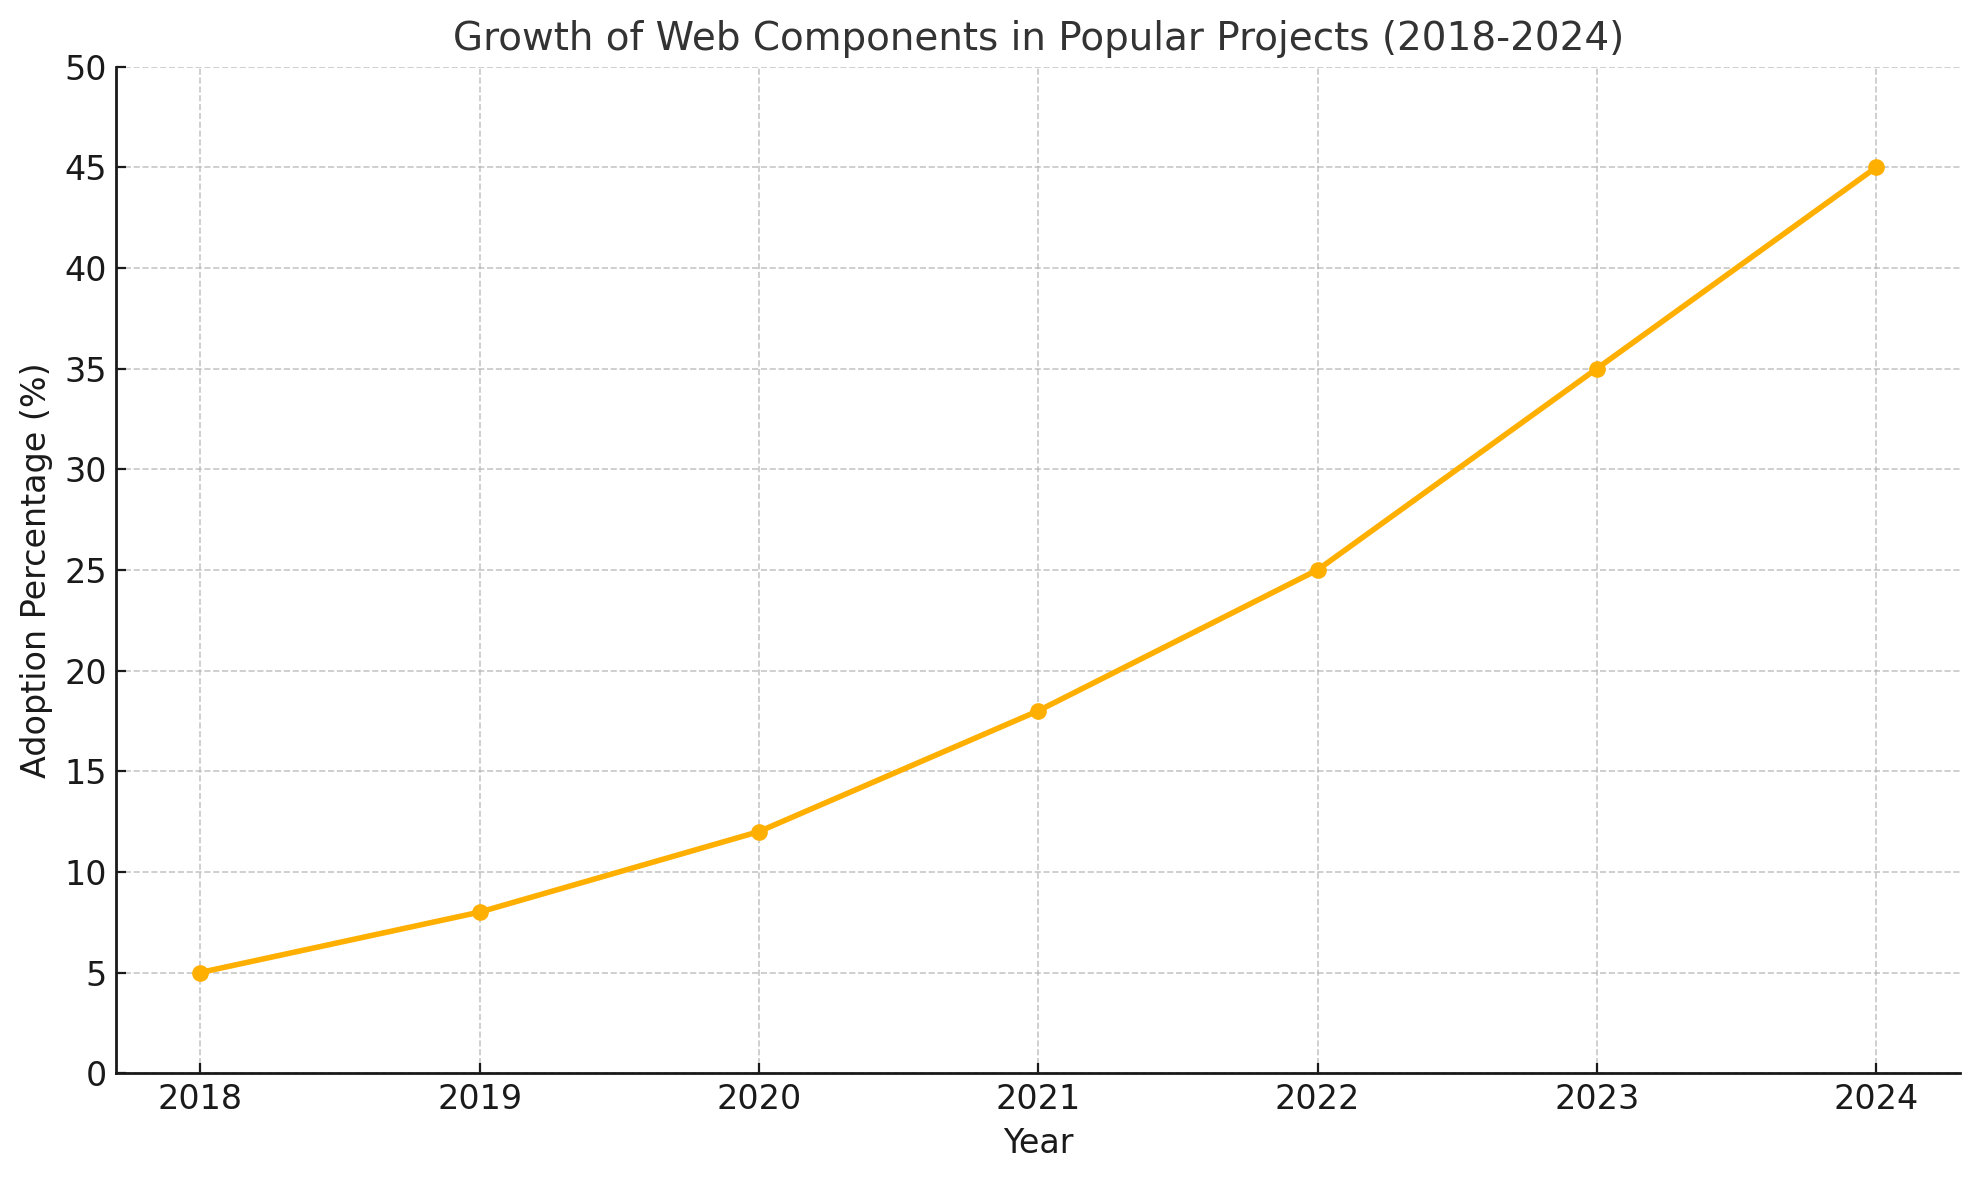 Growth of Web Components in Popular Projects (2018-2024)
50
45
40
35
30
25
20
15
10
5
0
Adoption Percentage (%)
2018 2019 2020 2021 2022 2023 2024
Year